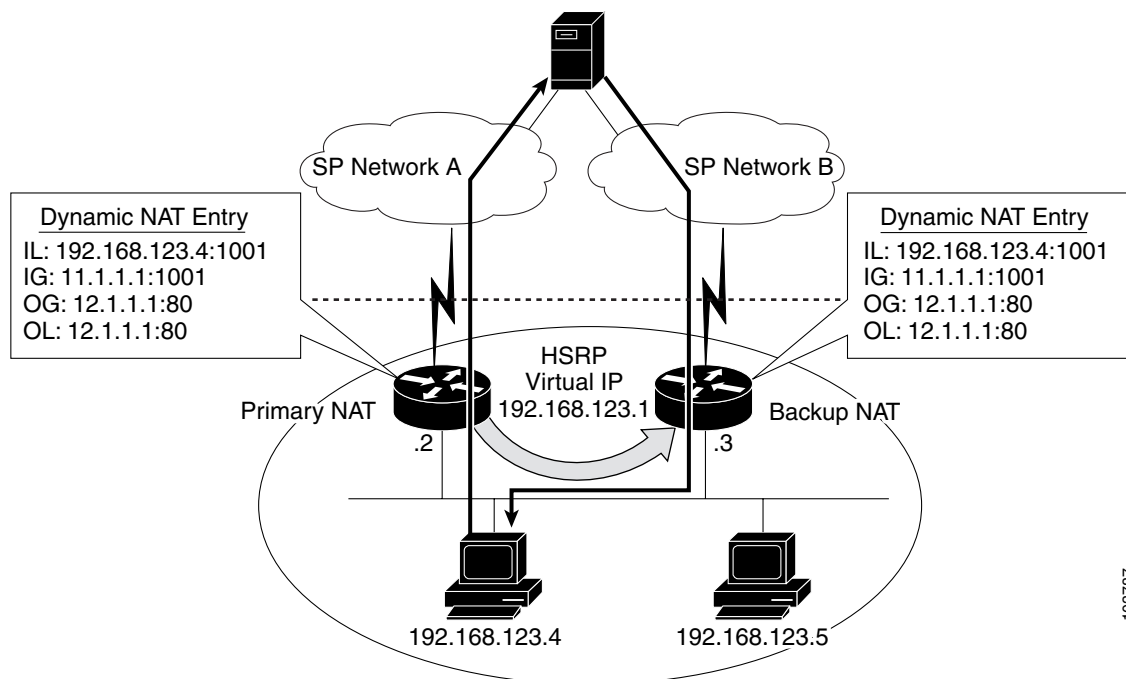 SP Network A
SP Network B
Dynamic NAT Entry
IL: 192.168.123.4:1001
IG: 11.1.1.1:1001
OG: 12.1.1.1:80
OL: 12.1.1.1:80
Dynamic NAT Entry
IL: 192.168.123.4:1001
IG: 11.1.1.1:1001
OG: 12.1.1.1:80
OL: 12.1.1.1:80
HSRP
Virtual IP
192.168.123.1
Primary NAT
Backup NAT
.2
.3
192.168.123.4
192.168.123.5